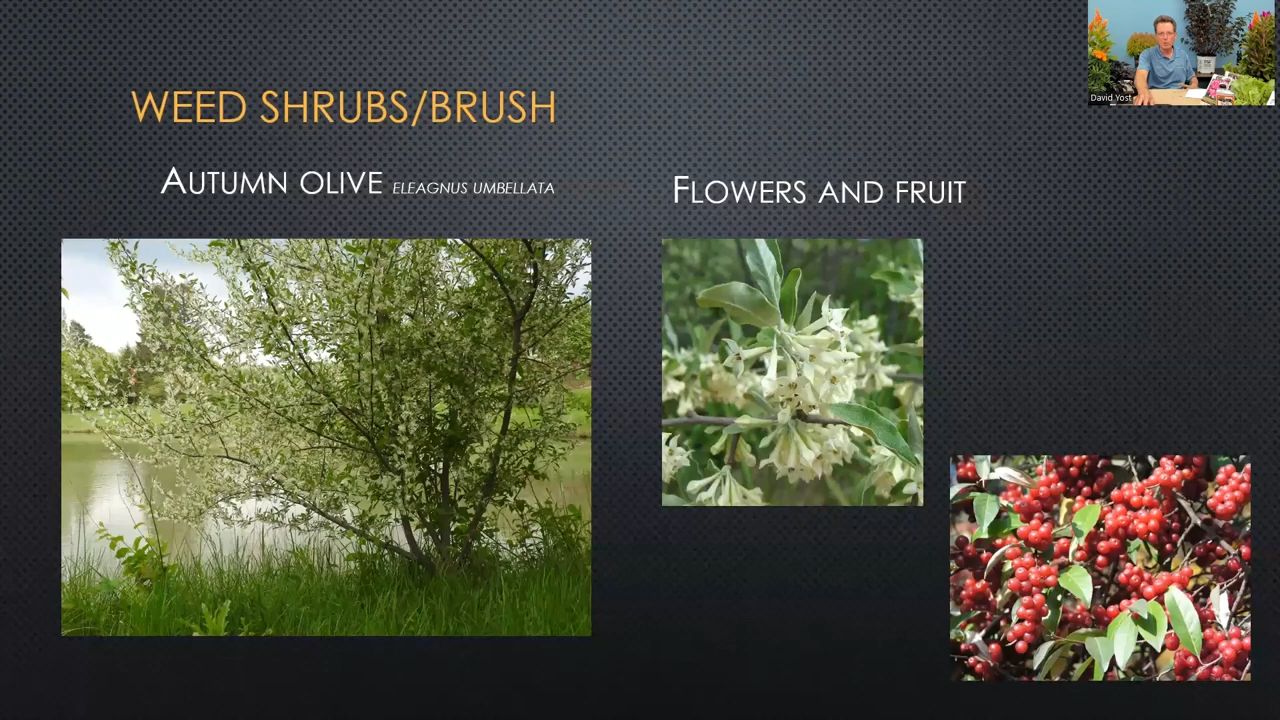 WEED SHRUBS/BRUSH
AUTUMN OLIVE ELEAGNUS UMBELLATA
FLOWERS AND FRUIT
David Yost